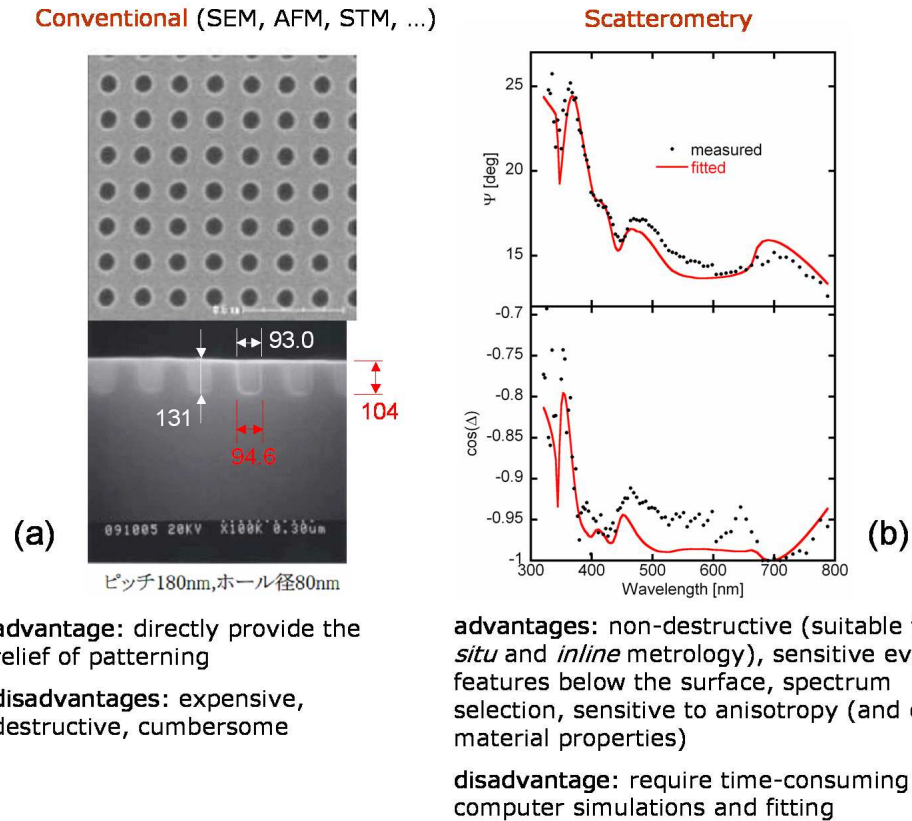 Conventional (SEM, AFM, STM, ...)
93.0
131
104
94.6
091005 20KV X100K 0.30um
(a)
ピッチ180nm,ホール径80nm
advantage: directly provide the
relief of patterning
disadvantages: expensive,
destructive, cumbersome
Scatterometry
25
20
15
Ψ [deg]
measured
fitted
-0.7
-0.75
-0.8
-0.85
-0.9
-0.95
-1
cos(Δ)
300 400 500 600 700 800
Wavelength [nm]
(b)
advantages: non-destructive (suitable
situ and inline metrology), sensitive
features below the surface, spectrum
selection, sensitive to anisotropy (and
material properties)
disadvantage: require time-consuming
computer simulations and fitting